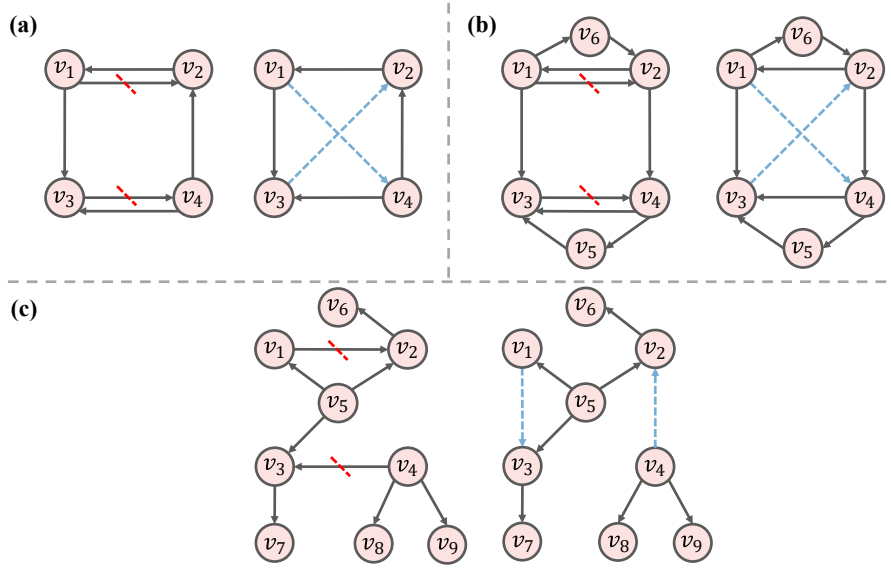 (a)
v₁ v₂ v₁ v₂
v₃ v₄ v₃ v₄
(b)
v₆ v₆
v₁ v₂ v₁ v₂
v₃ v₄ v₃ v₄
v₅ v₅
(c)
v₆ v₆
v₁ v₂ v₁ v₂
v₅ v₅
v₃ v₄ v₃ v₄
v₇ v₈ v₉ v₇ v₈ v₉